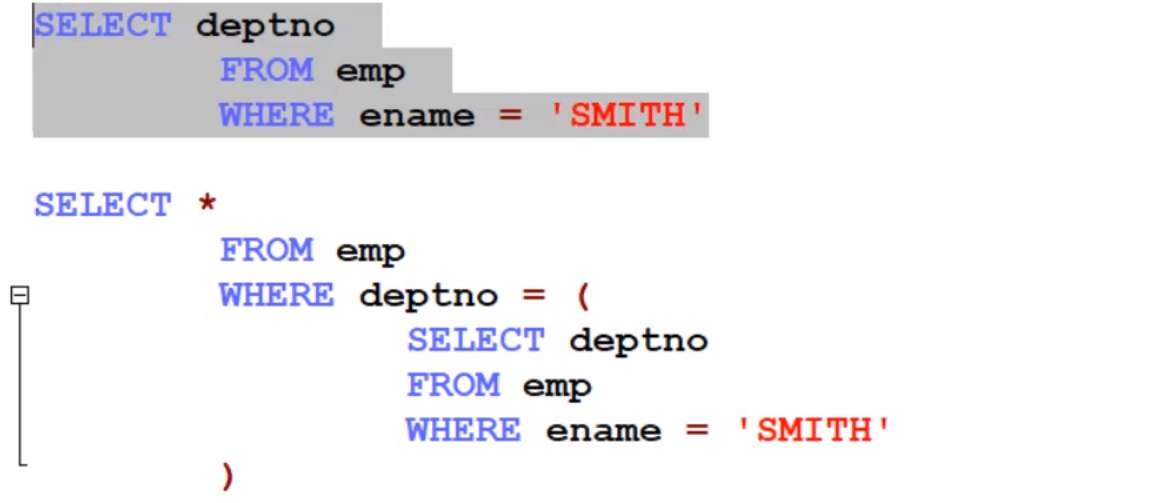 SELECT deptno
FROM emp
WHERE ename = 'SMITH'
SELECT *
FROM emp
WHERE deptno = (
SELECT deptno
FROM emp
WHERE ename = 'SMITH'
)